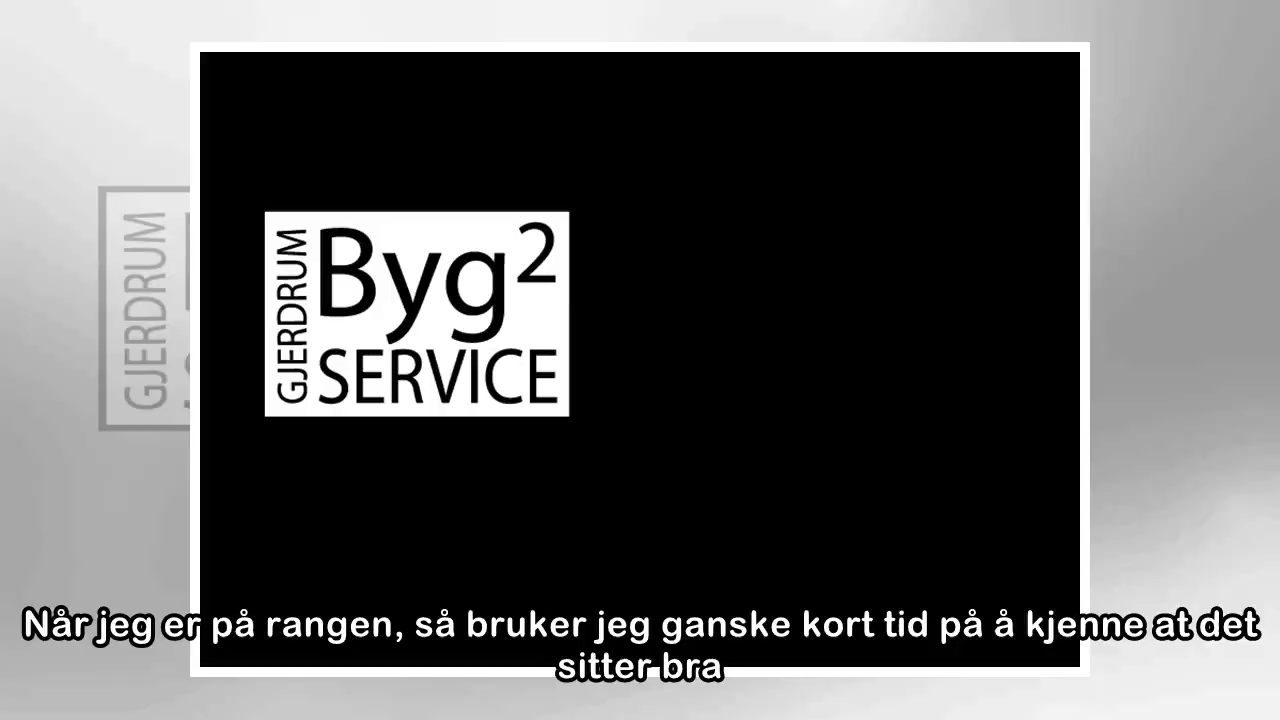 GJERDRUM
Byg²
SERVICE
GJERDRUM
Når jeg er på rangen, så bruker jeg ganske kort tid på å kjenne at det
sitter bra